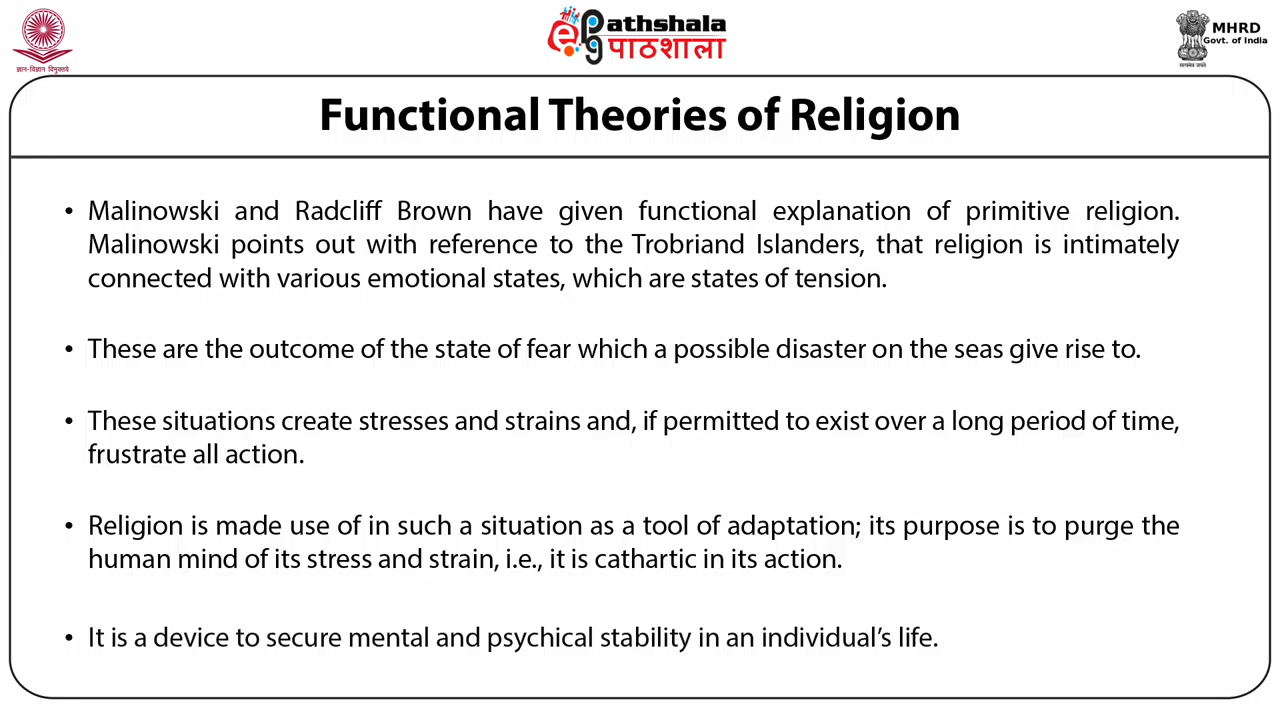 ज्ञान-विज्ञान विमुक्तये
ePG Pathshala
पाठशाला
MHRD
Govt. of India
सत्यमेव जयते
Functional Theories of Religion
• Malinowski and Radcliff Brown have given functional explanation of primitive religion.
Malinowski points out with reference to the Trobriand Islanders, that religion is intimately
connected with various emotional states, which are states of tension.
• These are the outcome of the state of fear which a possible disaster on the seas give rise to.
• These situations create stresses and strains and, if permitted to exist over a long period of time,
frustrate all action.
• Religion is made use of in such a situation as a tool of adaptation; its purpose is to purge the
human mind of its stress and strain, i.e., it is cathartic in its action.
• It is a device to secure mental and psychical stability in an individual’s life.